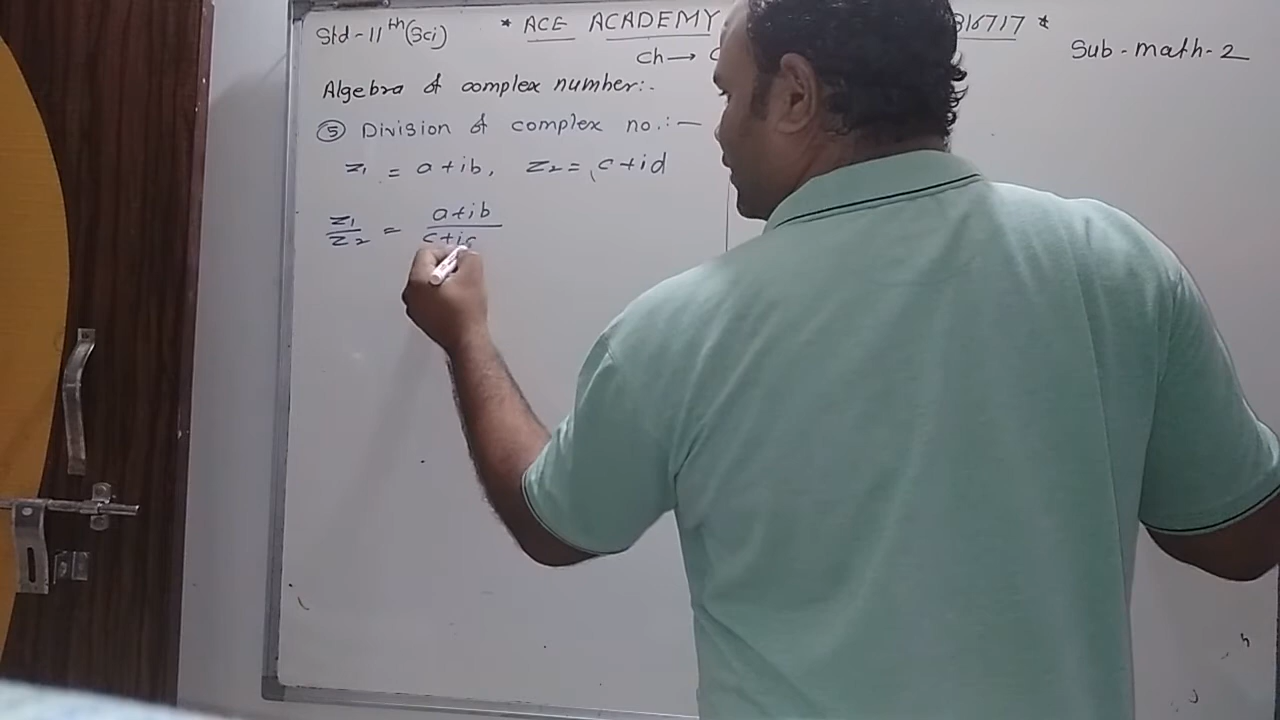 Std-11th(Sci) * ACE ACADEMY 316717 * Sub-math-2
Ch →
Algebra of complex number:-
⑤ Division of complex no.:—
z₁ = a+ib, z₂ = c+id
z₁/z₂ = a+ib/c+i